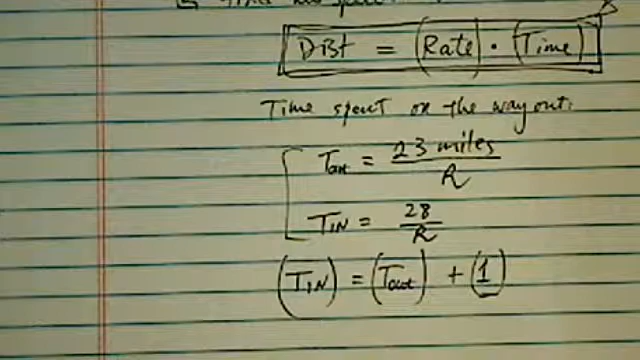 Dist = (Rate) · (Time)
Time spent on the way out:
Tout = 23 miles / R
TIN = 28 / R
(TIN) = (Tout) + (1)